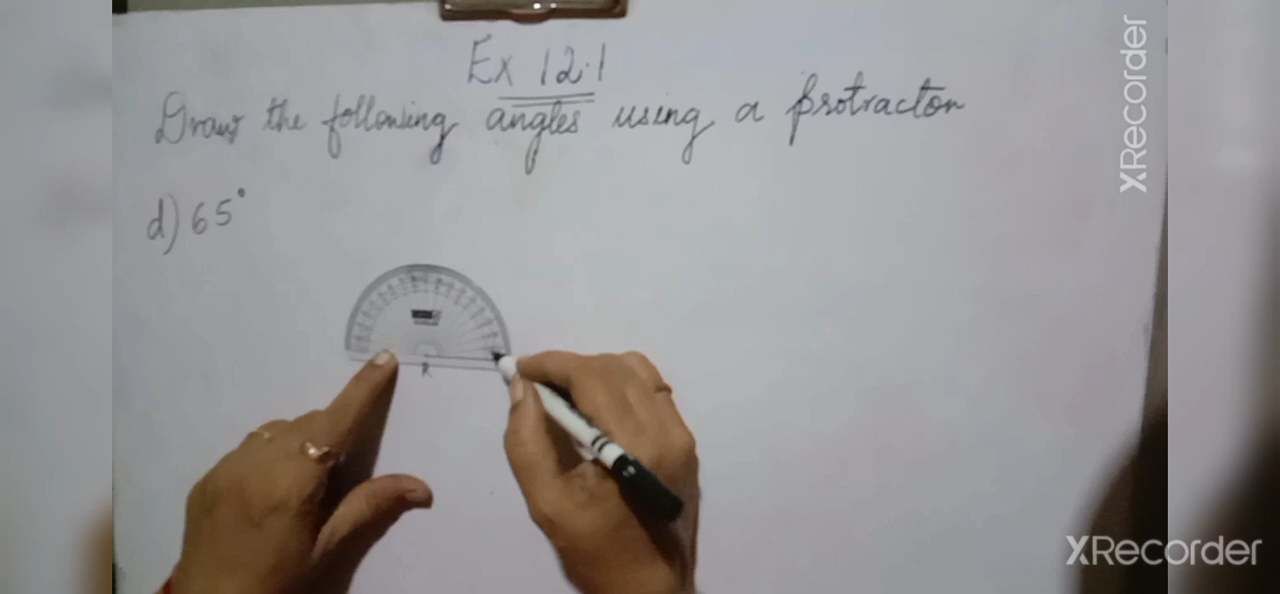 Ex 12.1
Draw the following angles using a protractor
d) 65°
R
XRecorder
XRecorder